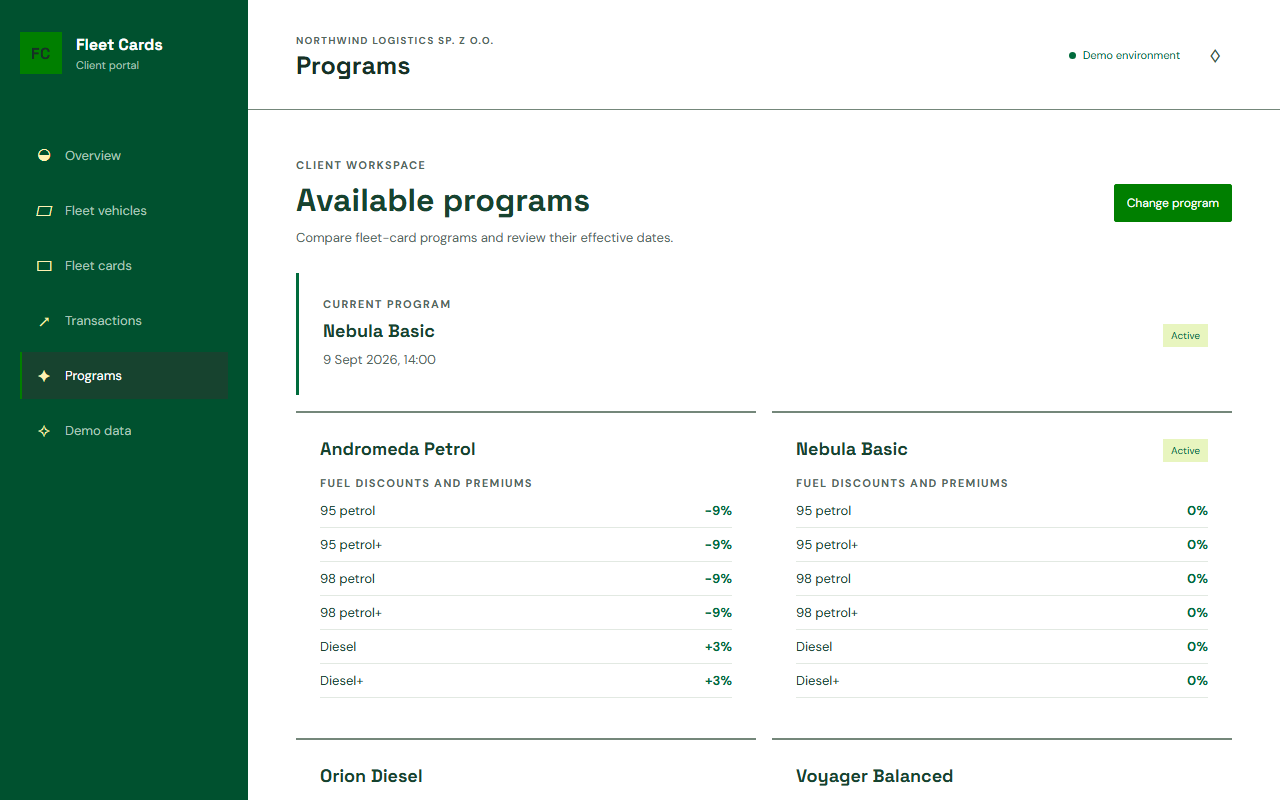 FC
Fleet Cards
Client portal
Overview
Fleet vehicles
Fleet cards
Transactions
Programs
Demo data
NORTHWIND LOGISTICS SP. Z O.O.
Programs
Demo environment
CLIENT WORKSPACE
Available programs
Compare fleet-card programs and review their effective dates.
Change program
CURRENT PROGRAM
Nebula Basic
9 Sept 2026, 14:00
Active
Andromeda Petrol
FUEL DISCOUNTS AND PREMIUMS
95 petrol -9%
95 petrol+ -9%
98 petrol -9%
98 petrol+ -9%
Diesel +3%
Diesel+ +3%
Nebula Basic Active
FUEL DISCOUNTS AND PREMIUMS
95 petrol 0%
95 petrol+ 0%
98 petrol 0%
98 petrol+ 0%
Diesel 0%
Diesel+ 0%
Orion Diesel
Voyager Balanced